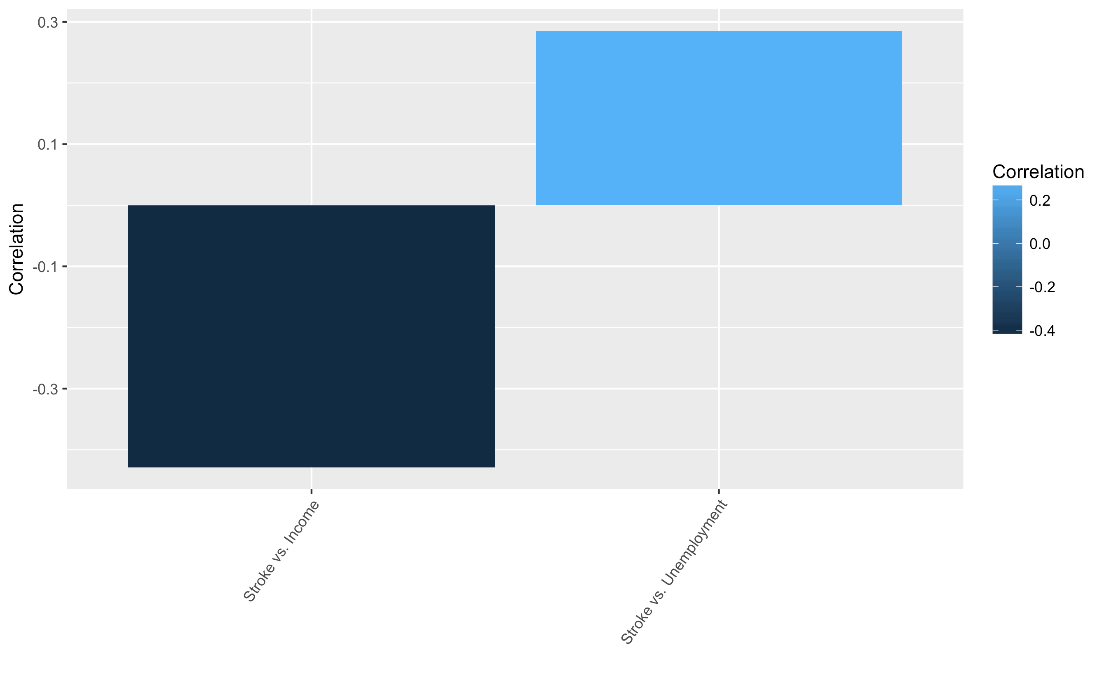 Correlation
0.3
0.1
-0.1
-0.3
Stroke vs. Income
Stroke vs. Unemployment
Correlation
0.2
0.0
-0.2
-0.4